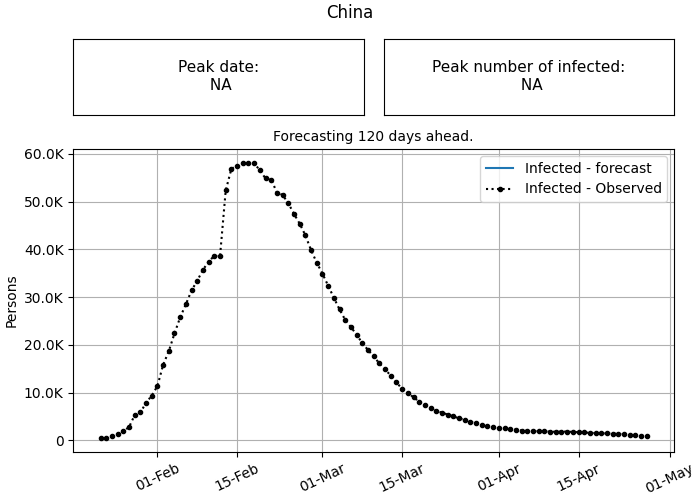 China
Peak date:
NA
Peak number of infected:
NA
Forecasting 120 days ahead.
Infected - forecast
Infected - Observed
Persons
60.0K
50.0K
40.0K
30.0K
20.0K
10.0K
0
01-Feb
15-Feb
01-Mar
15-Mar
01-Apr
15-Apr
01-May